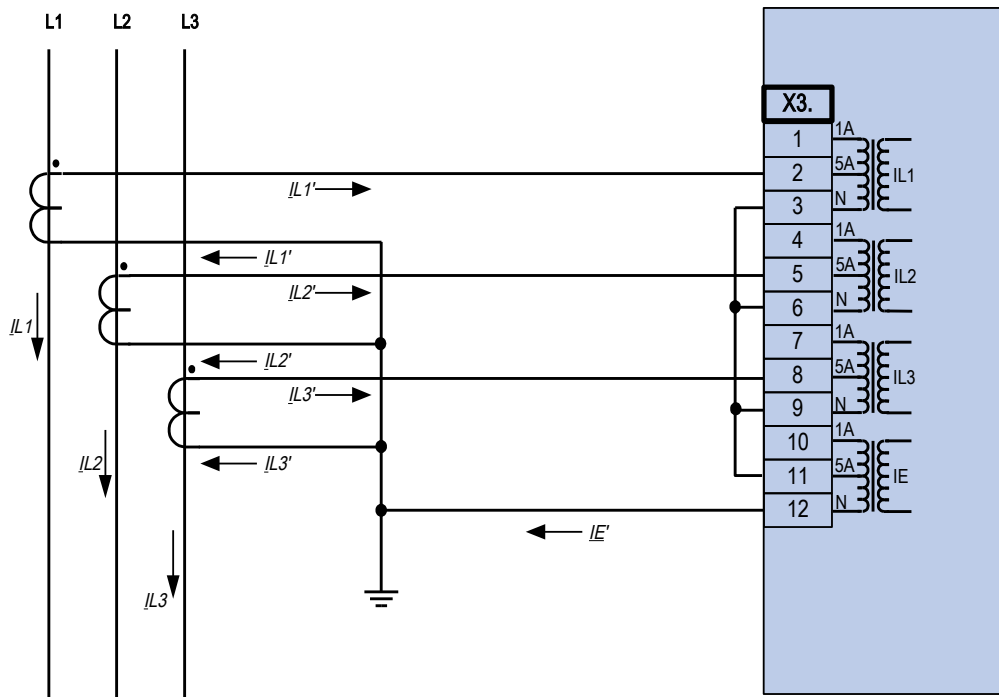 L1 L2 L3
X3.
1 1A
2 5A IL1
3 N
4 1A
5 5A IL2
6 N
7 1A
8 5A IL3
9 N
10 1A
11 5A IE
12 N
IL1'
IL1'
IL2'
IL1
IL2'
IL3'
IL2
IL3'
IE'
IL3